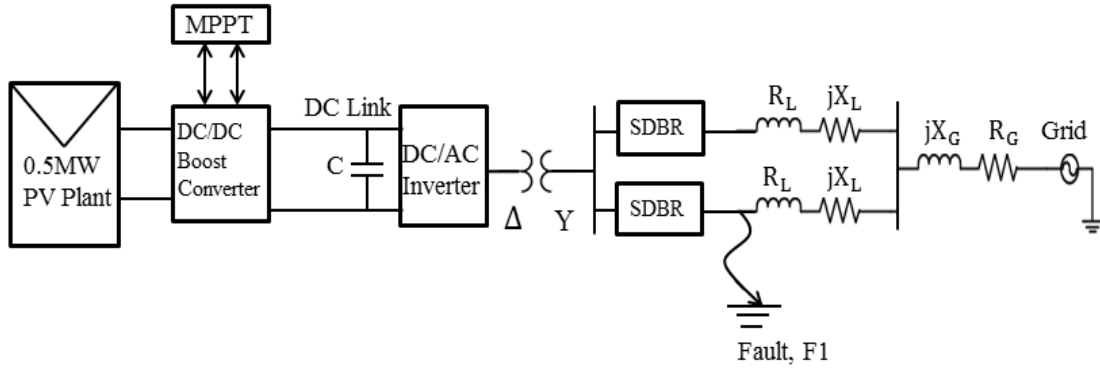 MPPT
0.5MW
PV Plant
DC/DC
Boost
Converter
DC Link
C
DC/AC
Inverter
Δ
Y
SDBR
R_L
jX_L
SDBR
R_L
jX_L
jX_G
R_G
Grid
Fault, F1